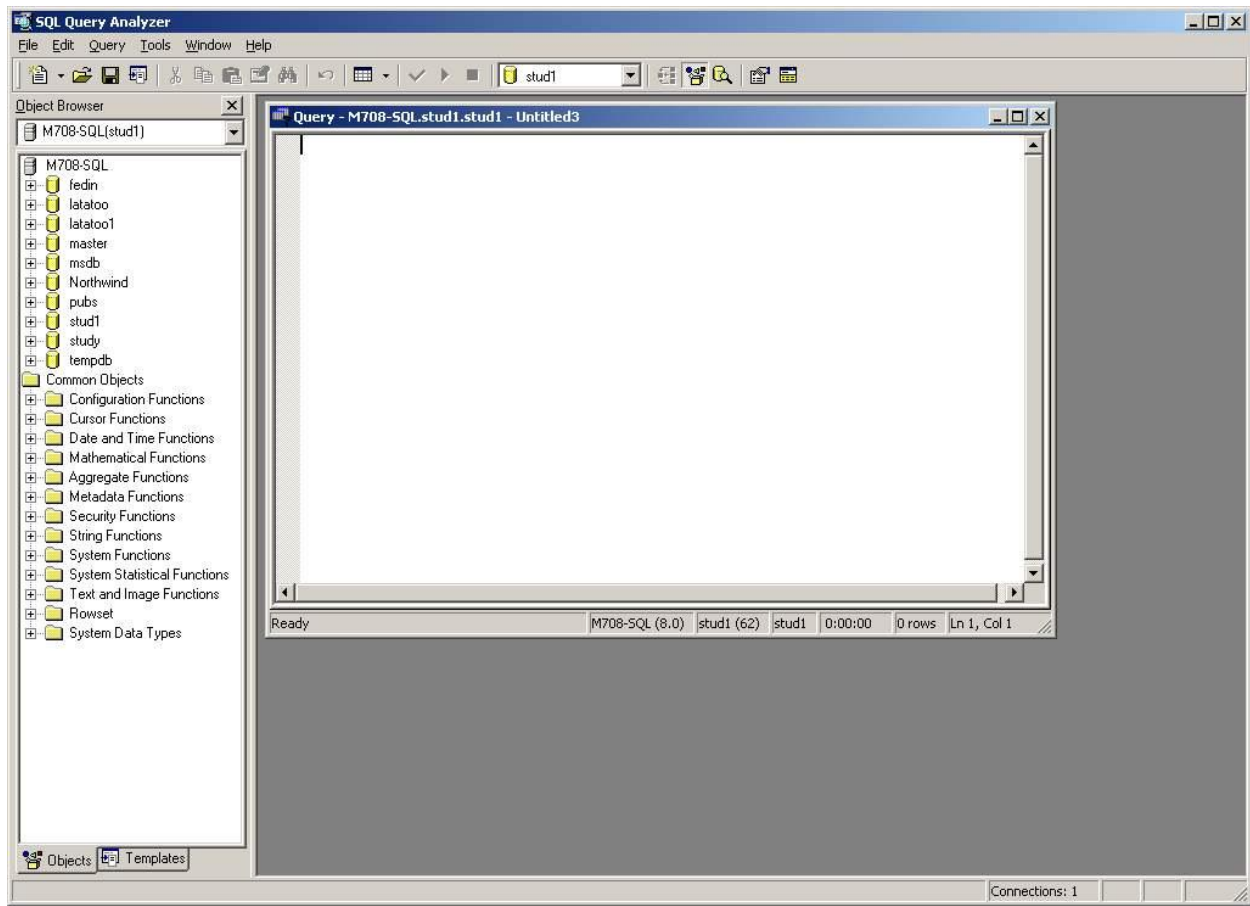 SQL Query Analyzer
File Edit Query Tools Window Help
stud1
Object Browser
M708-SQL(stud1)
M708-SQL
fedin
latatoo
latatoo1
master
msdb
Northwind
pubs
stud1
study
tempdb
Common Objects
Configuration Functions
Cursor Functions
Date and Time Functions
Mathematical Functions
Aggregate Functions
Metadata Functions
Security Functions
String Functions
System Functions
System Statistical Functions
Text and Image Functions
Rowset
System Data Types
Objects Templates
Query - M708-SQL.stud1.stud1 - Untitled3
Ready M708-SQL (8.0) stud1 (62) stud1 0:00:00 0 rows Ln 1, Col 1
Connections: 1